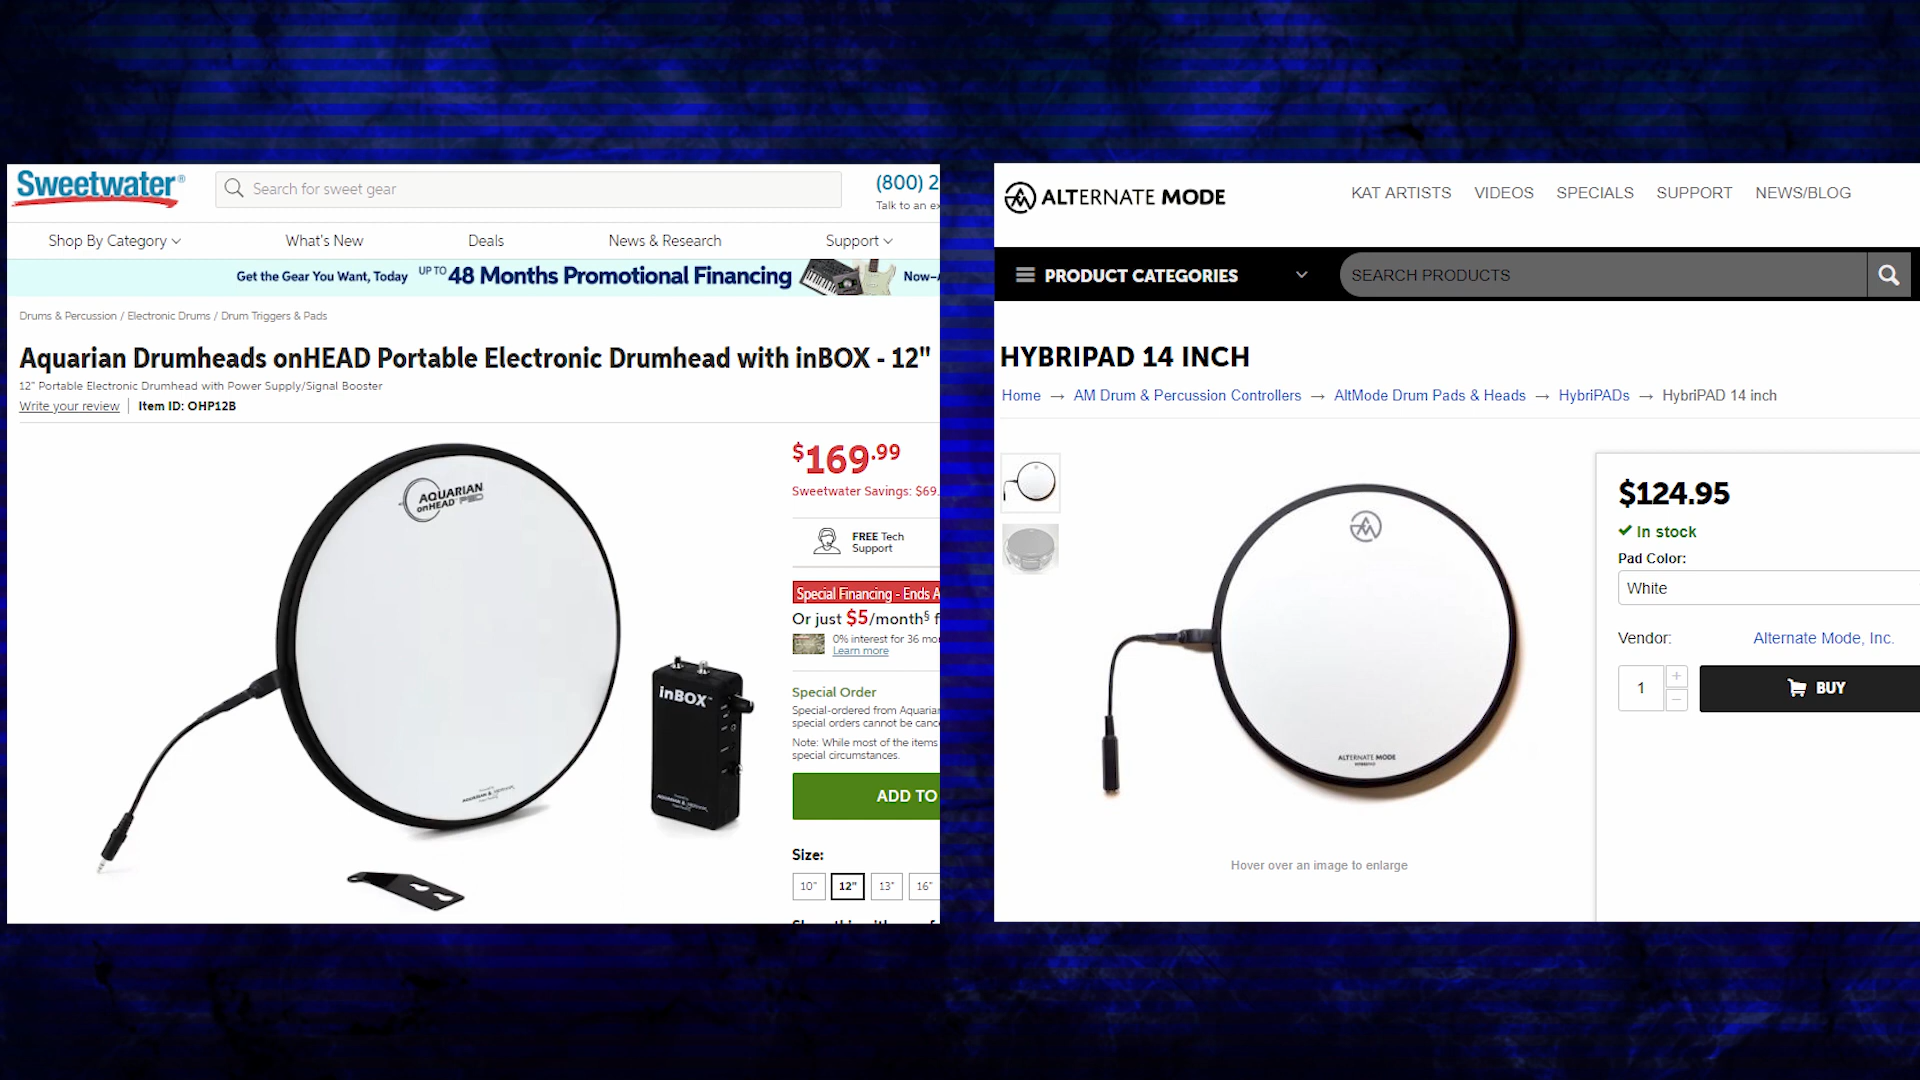 Sweetwater®
Search for sweet gear
(800) 2
Talk to an ex
Shop By Category
What's New
Deals
News & Research
Support
Get the Gear You Want, Today UP TO 48 Months Promotional Financing Now–A
Drums & Percussion / Electronic Drums / Drum Triggers & Pads
Aquarian Drumheads onHEAD Portable Electronic Drumhead with inBOX - 12"
12" Portable Electronic Drumhead with Power Supply/Signal Booster
Write your review | Item ID: OHP12B
AQUARIAN
onHEAD PED
inBOX™
$169.99
Sweetwater Savings: $69.
FREE Tech
Support
Special Financing - Ends A
Or just $5/month§ f
0% interest for 36 mo
Learn more
Special Order
Special-ordered from Aquarian
special orders cannot be canc
Note: While most of the items
special circumstances.
ADD TO
Size:
10"
12"
13"
16"
ALTERNATE MODE
KAT ARTISTS
VIDEOS
SPECIALS
SUPPORT
NEWS/BLOG
PRODUCT CATEGORIES
SEARCH PRODUCTS
HYBRIPAD 14 INCH
Home → AM Drum & Percussion Controllers → AltMode Drum Pads & Heads → HybriPADs → HybriPAD 14 inch
ALTERNATE MODE
HYBRIPAD
Hover over an image to enlarge
$124.95
In stock
Pad Color:
White
Vendor:
Alternate Mode, Inc.
1
+
−
BUY